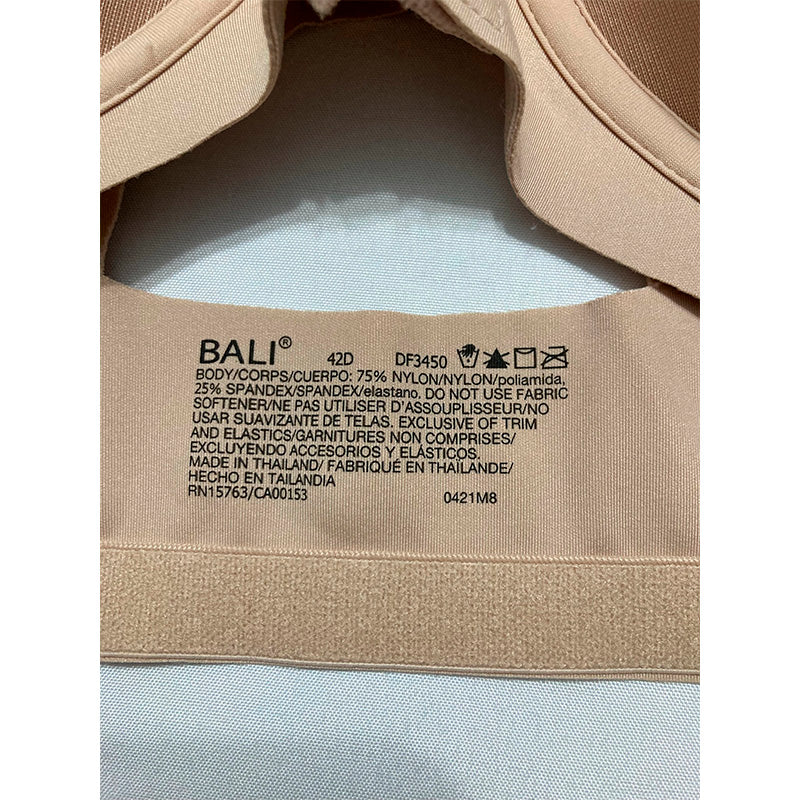 BALI® 42D DF3450
BODY/CORPS/CUERPO: 75% NYLON/NYLON/poliamida,
25% SPANDEX/SPANDEX/elastano, DO NOT USE FABRIC
SOFTENER/NE PAS UTILISER D'ASSOUPLISSEUR/NO
USAR SUAVIZANTE DE TELAS. EXCLUSIVE OF TRIM
AND ELASTICS/GARNITURES NON COMPRISES/
EXCLUYENDO ACCESORIOS Y ELÁSTICOS.
MADE IN THAILAND/ FABRIQUÉ EN THAÏLANDE/
HECHO EN TAILANDIA
RN15763/CA00153 0421M8